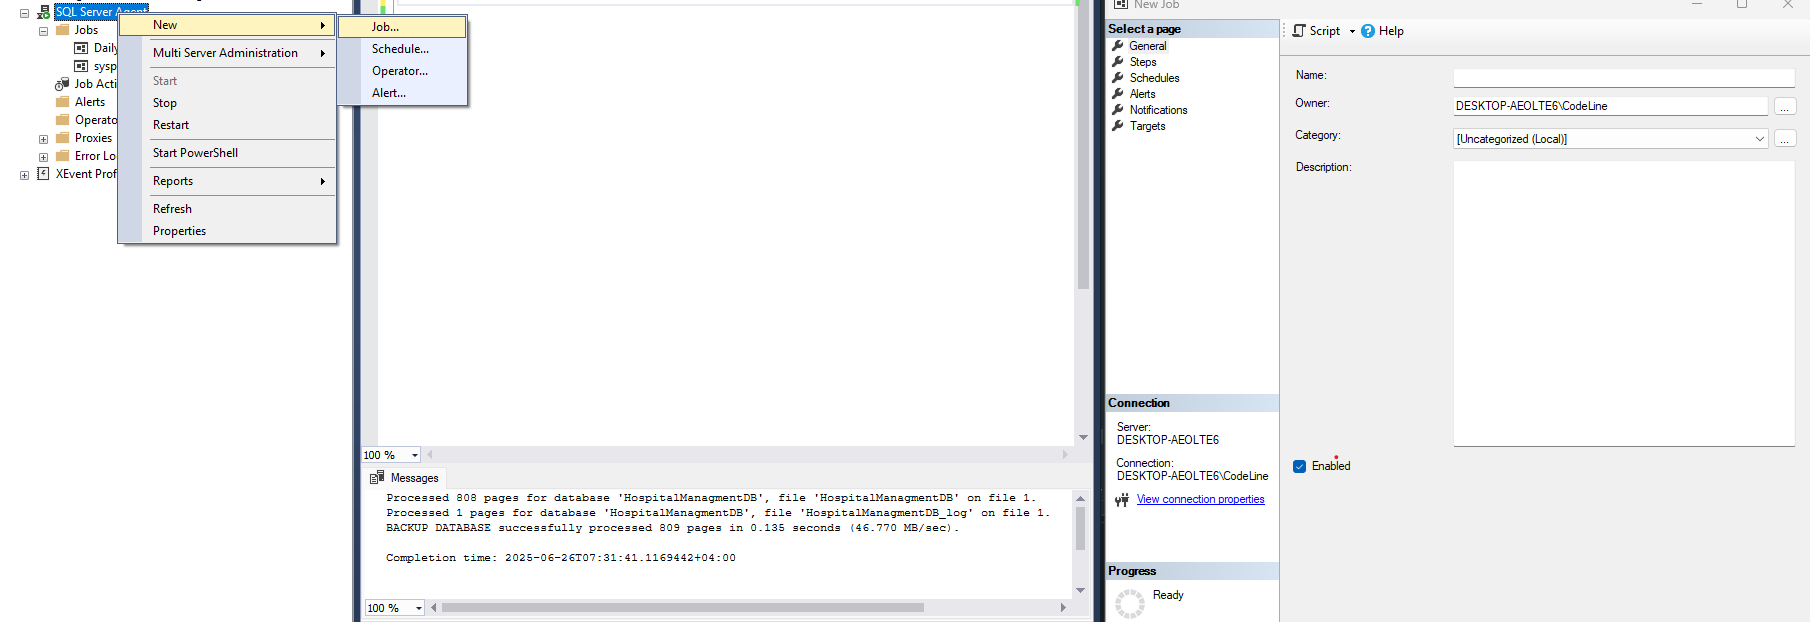 SQL Server Agent
Jobs
Daily
sysp
Job Acti
Alerts
Operato
Proxies
Error Lo
XEvent Prof
New
Multi Server Administration
Start
Stop
Restart
Start PowerShell
Reports
Refresh
Properties
Job...
Schedule...
Operator...
Alert...
100 %
Messages
Processed 808 pages for database 'HospitalManagmentDB', file 'HospitalManagmentDB' on file 1.
Processed 1 pages for database 'HospitalManagmentDB', file 'HospitalManagmentDB_log' on file 1.
BACKUP DATABASE successfully processed 809 pages in 0.135 seconds (46.770 MB/sec).
Completion time: 2025-06-26T07:31:41.1169442+04:00
100 %
New Job
Select a page
General
Steps
Schedules
Alerts
Notifications
Targets
Connection
Server:
DESKTOP-AEOLTE6
Connection:
DESKTOP-AEOLTE6\CodeLine
View connection properties
Progress
Ready
Script
Help
Name:
Owner:
DESKTOP-AEOLTE6\CodeLine
...
Category:
[Uncategorized (Local)]
...
Description:
Enabled